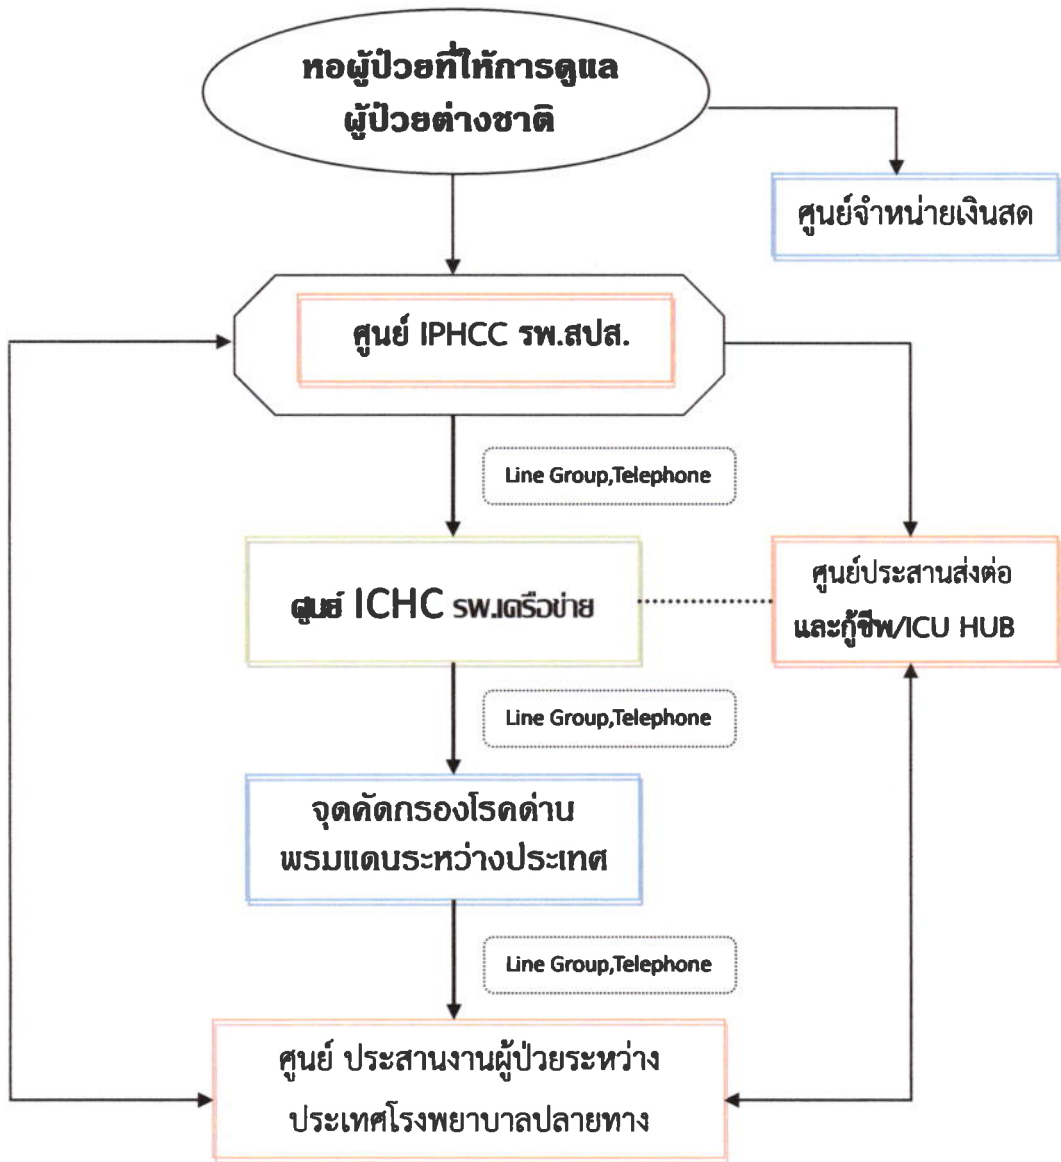 หอผู้ป่วยที่ให้การดูแล
ผู้ป่วยต่างชาติ
ศูนย์จำหน่ายเงินสด
ศูนย์ IPHCC รพ.สปส.
Line Group,Telephone
ศูนย์ ICHC รพ.เครือข่าย
ศูนย์ประสานส่งต่อ
และกู้ชีพ/ICU HUB
Line Group,Telephone
จุดคัดกรองโรคด่าน
พรมแดนระหว่างประเทศ
Line Group,Telephone
ศูนย์ ประสานงานผู้ป่วยระหว่าง
ประเทศโรงพยาบาลปลายทาง